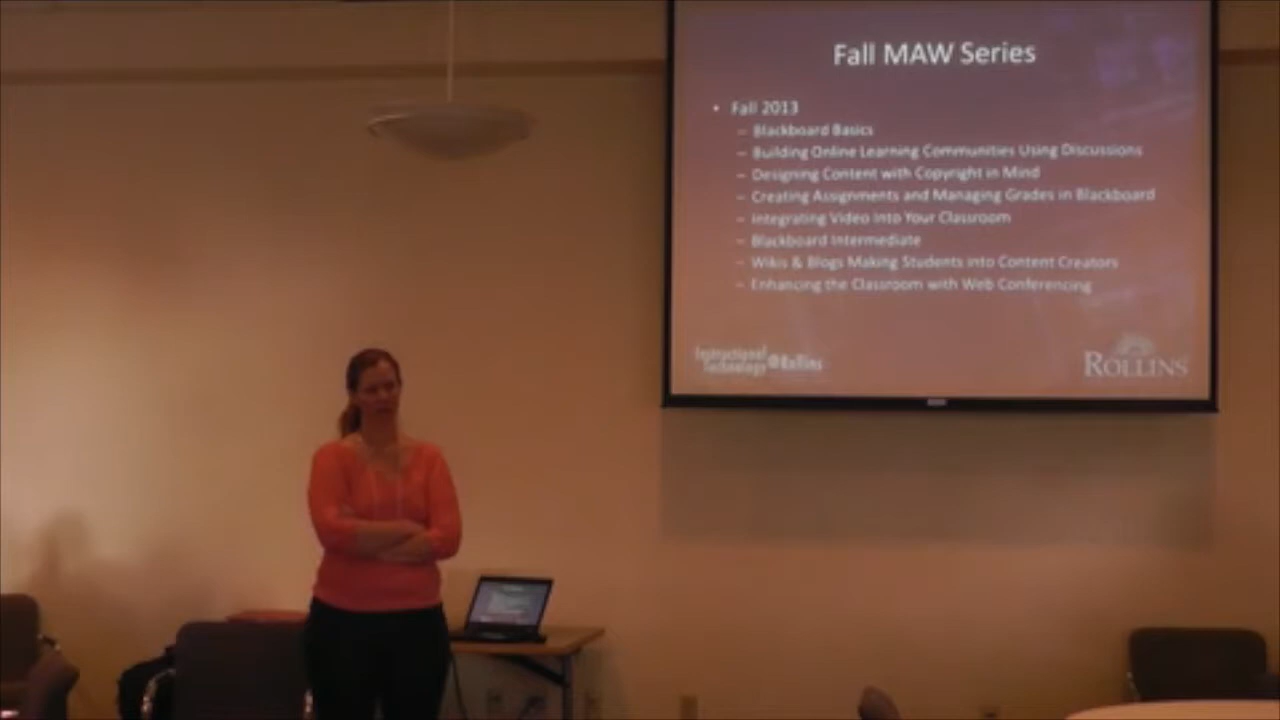 Fall MAW Series
• Fall 2013
– Blackboard Basics
– Building Online Learning Communities Using Discussions
– Designing Content with Copyright in Mind
– Creating Assignments and Managing Grades in Blackboard
– Integrating Video Into Your Classroom
– Blackboard Intermediate
– Wikis & Blogs Making Students into Content Creators
– Enhancing the Classroom with Web Conferencing
Instructional
Technology @Rollins
ROLLINS